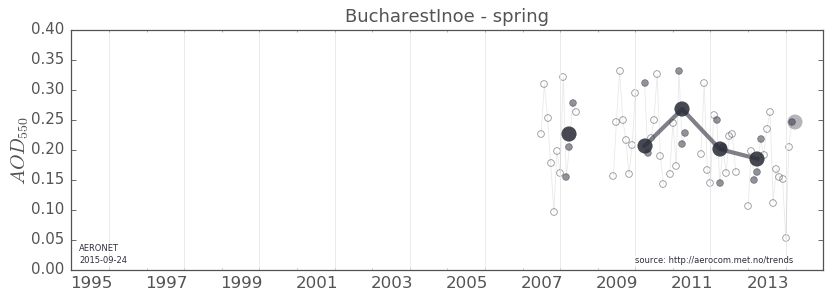 BucharestInoe - spring
0.40
0.35
0.30
0.25
0.20
0.15
0.10
0.05
0.00
AOD550
AERONET
2015-09-24
source: http://aerocom.met.no/trends
1995 1997 1999 2001 2003 2005 2007 2009 2011 2013